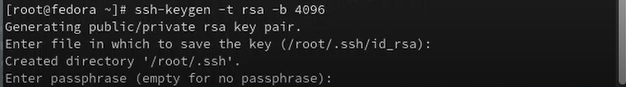 [root@fedora ~]# ssh-keygen -t rsa -b 4096
Generating public/private rsa key pair.
Enter file in which to save the key (/root/.ssh/id_rsa):
Created directory '/root/.ssh'.
Enter passphrase (empty for no passphrase):